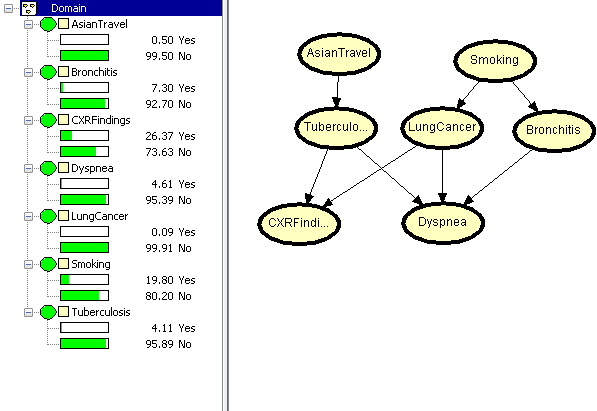 Domain
AsianTravel
0.50 Yes
99.50 No
Bronchitis
7.30 Yes
92.70 No
CXRFindings
26.37 Yes
73.63 No
Dyspnea
4.61 Yes
95.39 No
LungCancer
0.09 Yes
99.91 No
Smoking
19.80 Yes
80.20 No
Tuberculosis
4.11 Yes
95.89 No
AsianTravel
Smoking
Tuberculo...
LungCancer
Bronchitis
CXRFindi...
Dyspnea